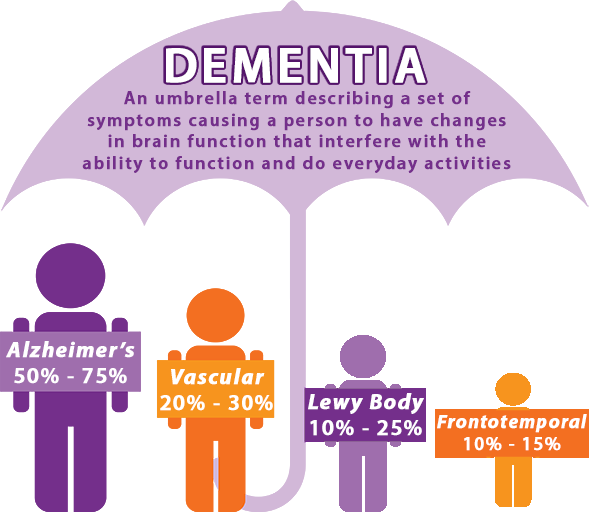 DEMENTIA
An umbrella term describing a set of
symptoms causing a person to have changes
in brain function that interfere with the
ability to function and do everyday activities
Alzheimer's
50% - 75%
Vascular
20% - 30%
Lewy Body
10% - 25%
Frontotemporal
10% - 15%